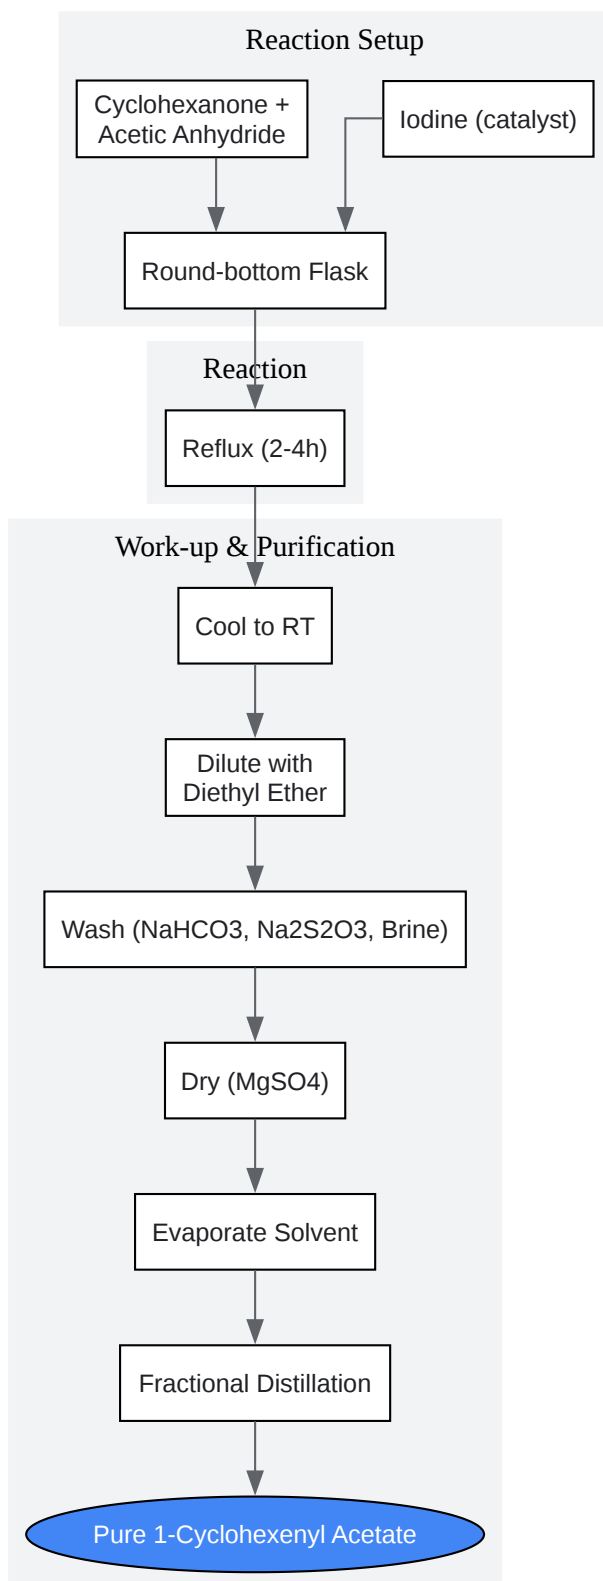 Reaction Setup
Cyclohexanone +
Acetic Anhydride
Iodine (catalyst)
Round-bottom Flask
Reaction
Reflux (2-4h)
Work-up & Purification
Cool to RT
Dilute with
Diethyl Ether
Wash (NaHCO3, Na2S2O3, Brine)
Dry (MgSO4)
Evaporate Solvent
Fractional Distillation
Pure 1-Cyclohexenyl Acetate